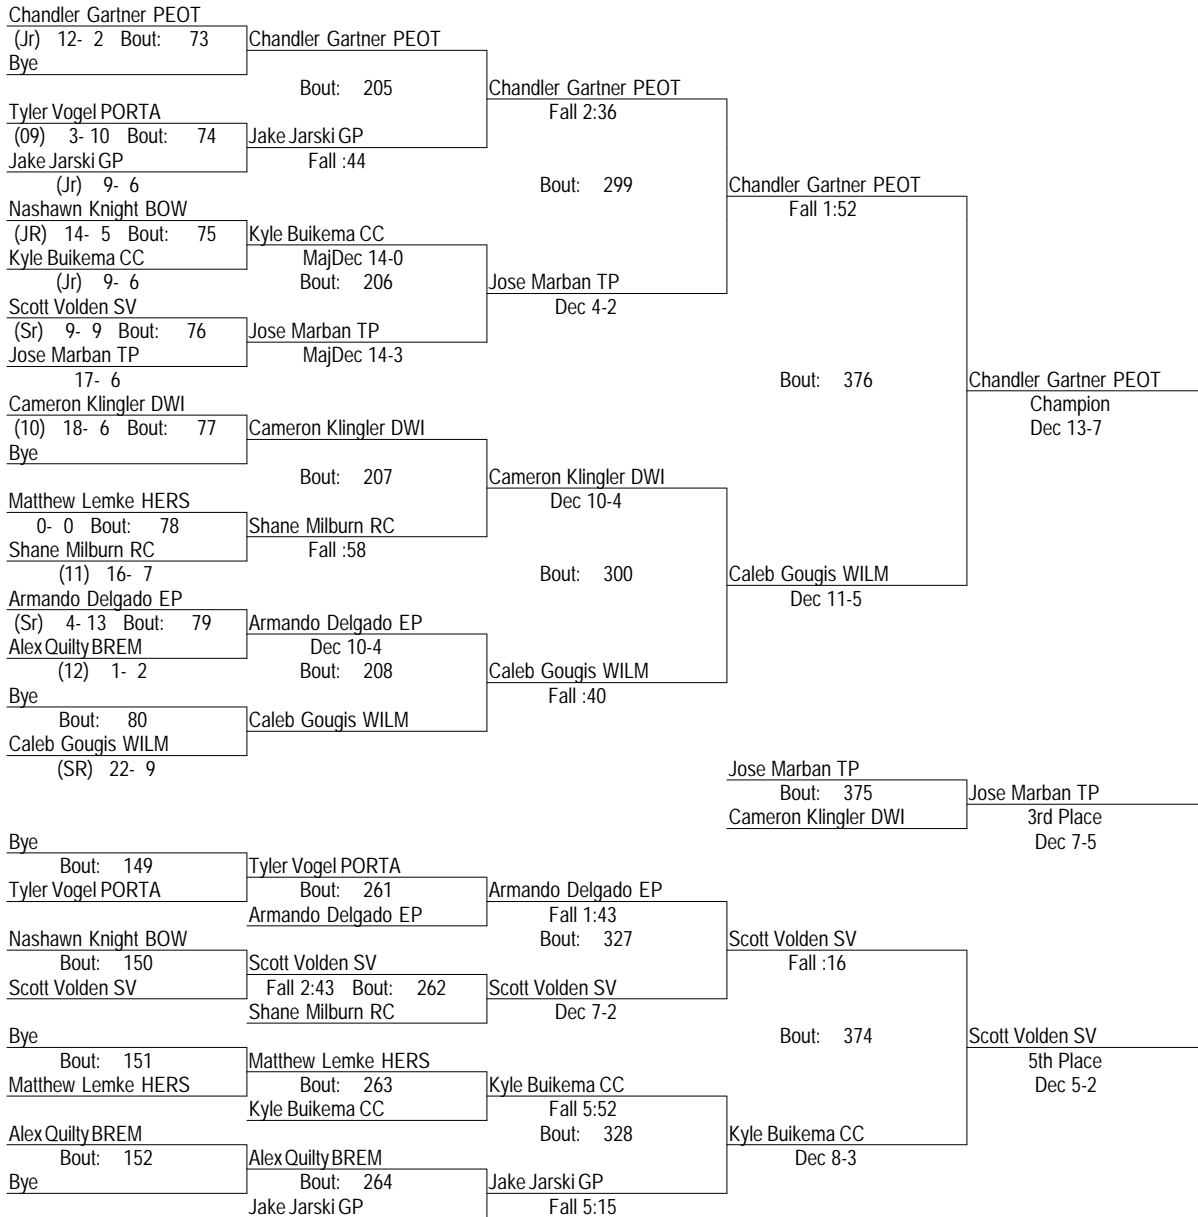 Chandler Gartner PEOT
(Jr) 12- 2 Bout: 73 Chandler Gartner PEOT
Bye
Bout: 205 Chandler Gartner PEOT
Tyler Vogel PORTA Fall 2:36
(09) 3- 10 Bout: 74 Jake Jarski GP
Jake Jarski GP Fall :44
(Jr) 9- 6 Bout: 299 Chandler Gartner PEOT
Nashawn Knight BOW Fall 1:52
(JR) 14- 5 Bout: 75 Kyle Buikema CC
Kyle Buikema CC MajDec 14-0
(Jr) 9- 6 Bout: 206 Jose Marban TP
Scott Volden SV Dec 4-2
(Sr) 9- 9 Bout: 76 Jose Marban TP
Jose Marban TP MajDec 14-3
17- 6 Bout: 376 Chandler Gartner PEOT
Cameron Klingler DWI Champion
(10) 18- 6 Bout: 77 Cameron Klingler DWI Dec 13-7
Bye
Bout: 207 Cameron Klingler DWI
Matthew Lemke HERS Dec 10-4
0- 0 Bout: 78 Shane Milburn RC
Shane Milburn RC Fall :58
(11) 16- 7 Bout: 300 Caleb Gougis WILM
Armando Delgado EP Dec 11-5
(Sr) 4- 13 Bout: 79 Armando Delgado EP
Alex Quilty BREM Dec 10-4
(12) 1- 2 Bout: 208 Caleb Gougis WILM
Bye Fall :40
Bout: 80 Caleb Gougis WILM
Caleb Gougis WILM
(SR) 22- 9 Jose Marban TP
Bout: 375 Jose Marban TP
Cameron Klingler DWI 3rd Place
Bye Dec 7-5
Bout: 149 Tyler Vogel PORTA
Tyler Vogel PORTA Bout: 261 Armando Delgado EP
Armando Delgado EP Fall 1:43
Nashawn Knight BOW Bout: 327 Scott Volden SV
Bout: 150 Scott Volden SV Fall :16
Scott Volden SV Fall 2:43 Bout: 262 Scott Volden SV
Shane Milburn RC Dec 7-2
Bye Bout: 374 Scott Volden SV
Bout: 151 Matthew Lemke HERS 5th Place
Matthew Lemke HERS Bout: 263 Kyle Buikema CC Dec 5-2
Kyle Buikema CC Fall 5:52
Alex Quilty BREM Bout: 328 Kyle Buikema CC
Bout: 152 Alex Quilty BREM Dec 8-3
Bye Bout: 264 Jake Jarski GP
Jake Jarski GP Fall 5:15